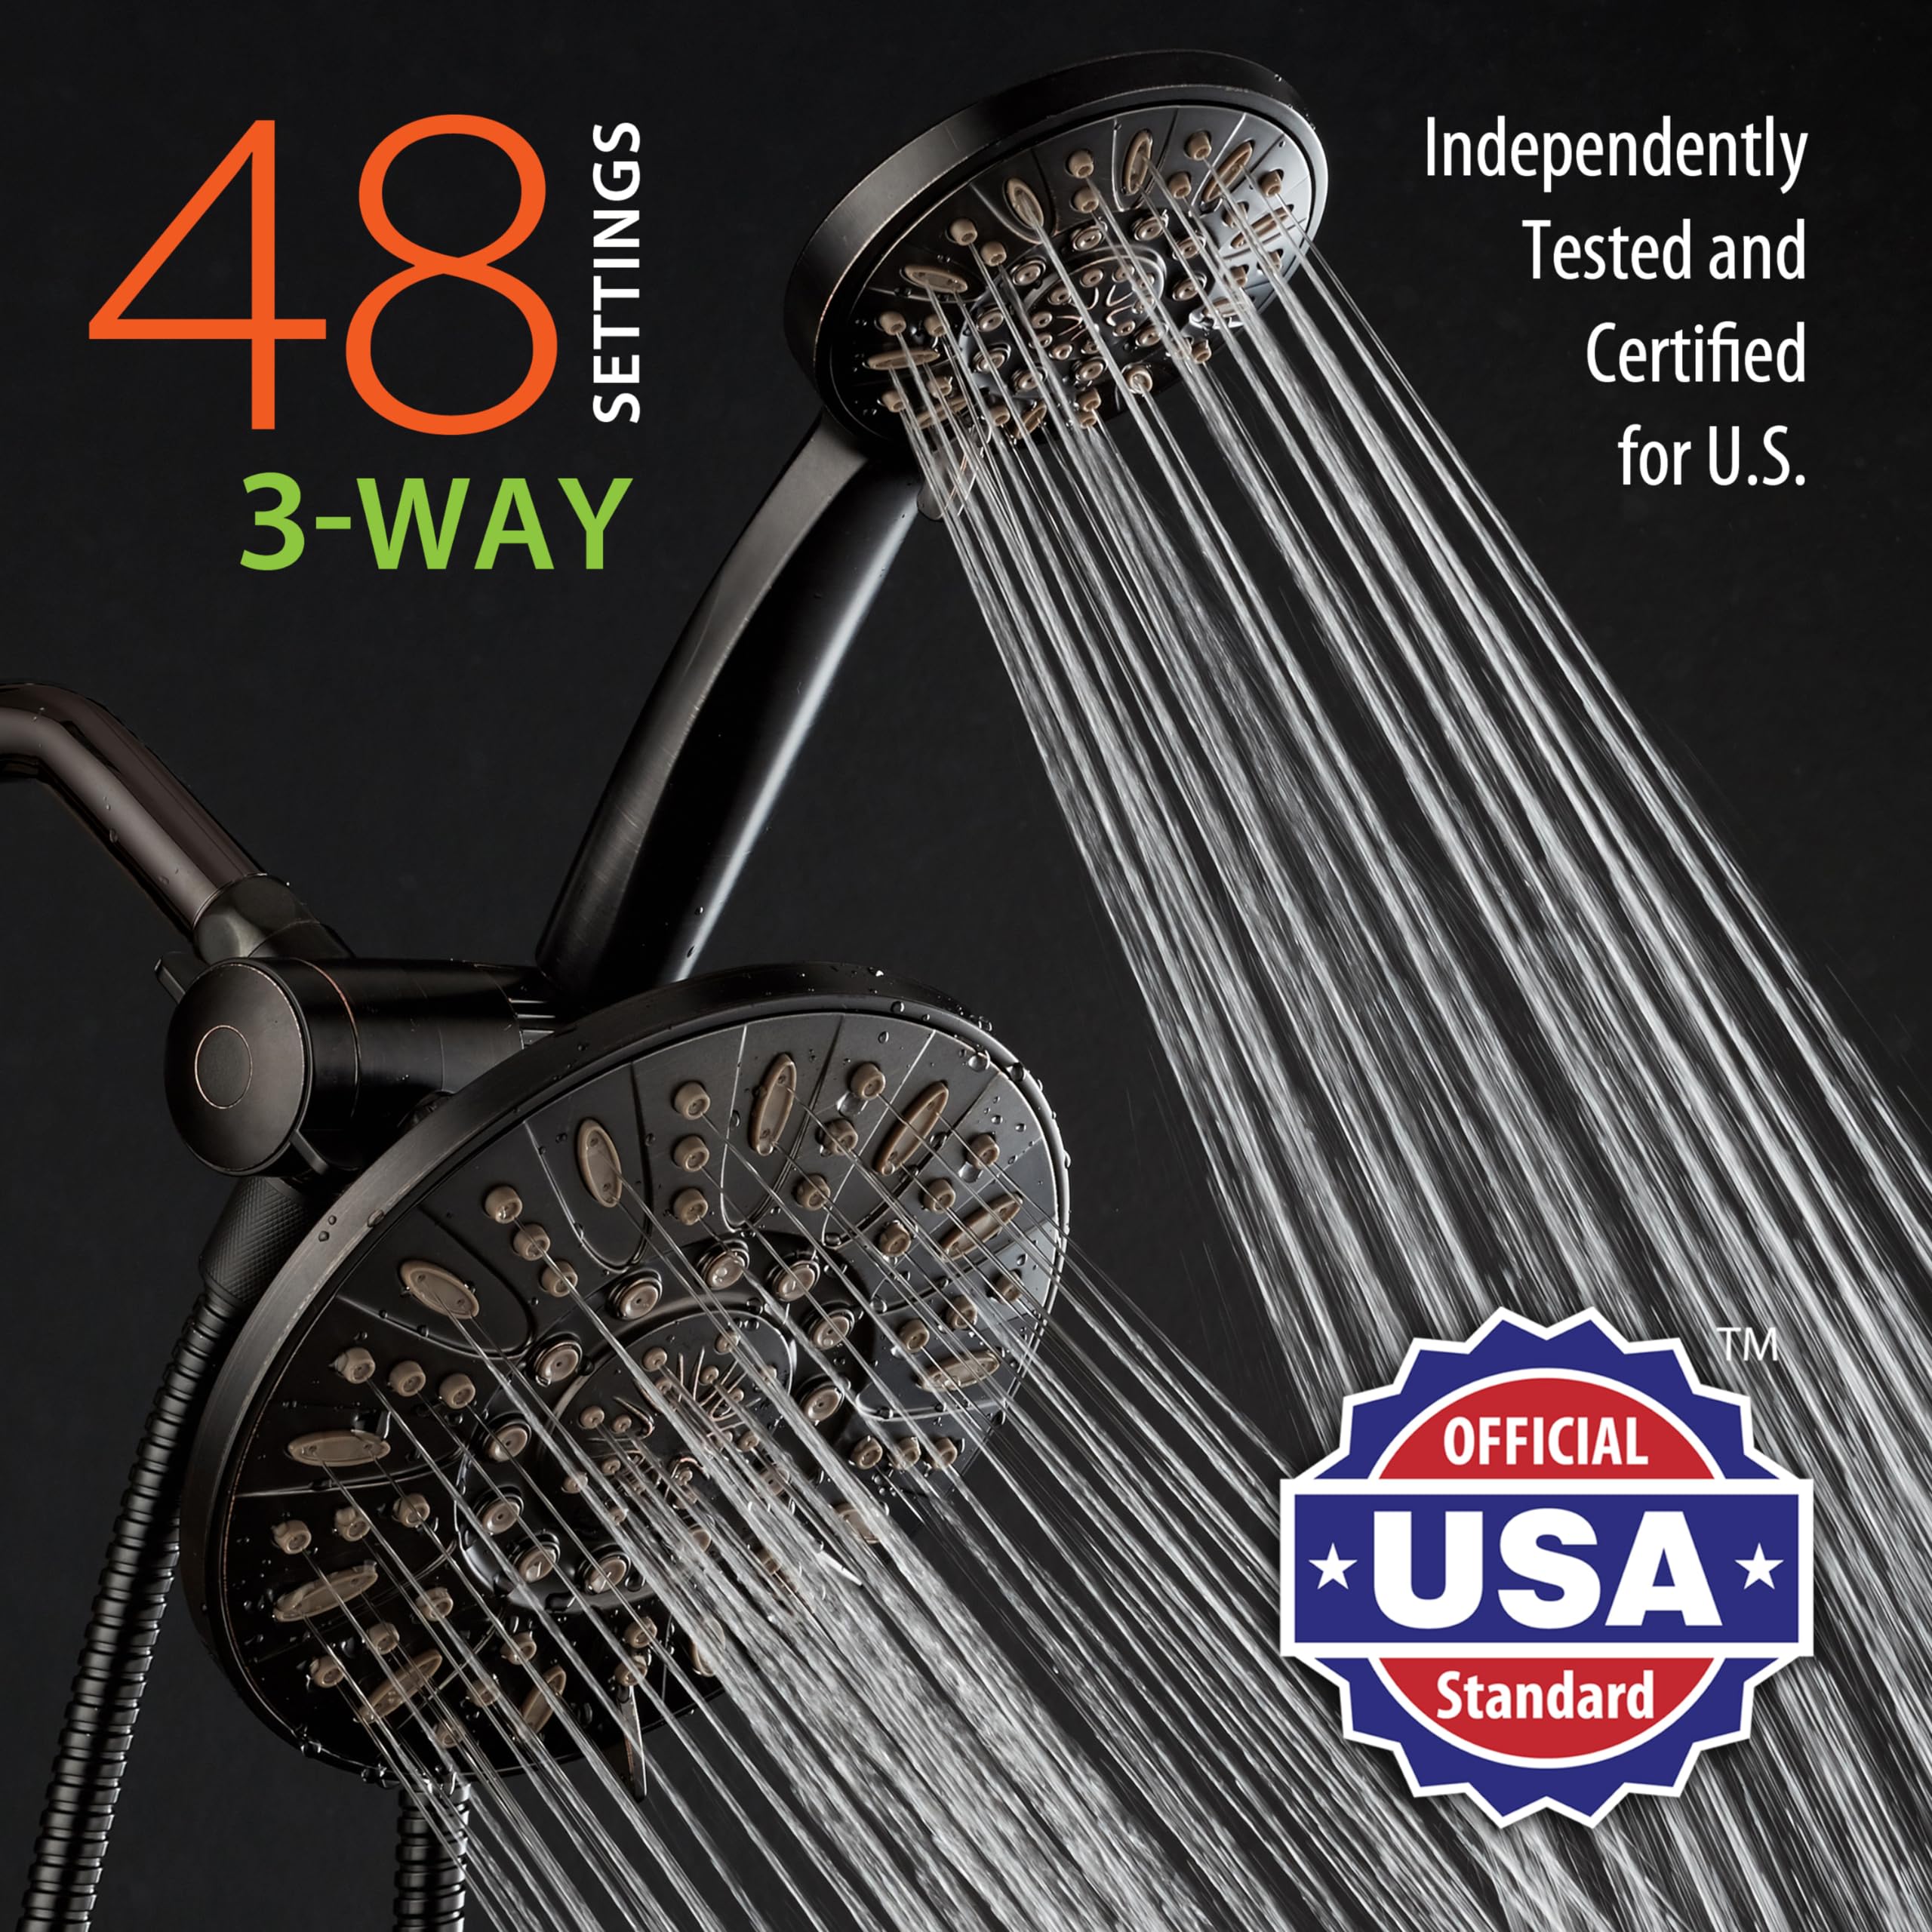 48
SETTINGS
3-WAY
Independently
Tested and
Certified
for U.S.
TM
OFFICIAL
USA
Standard